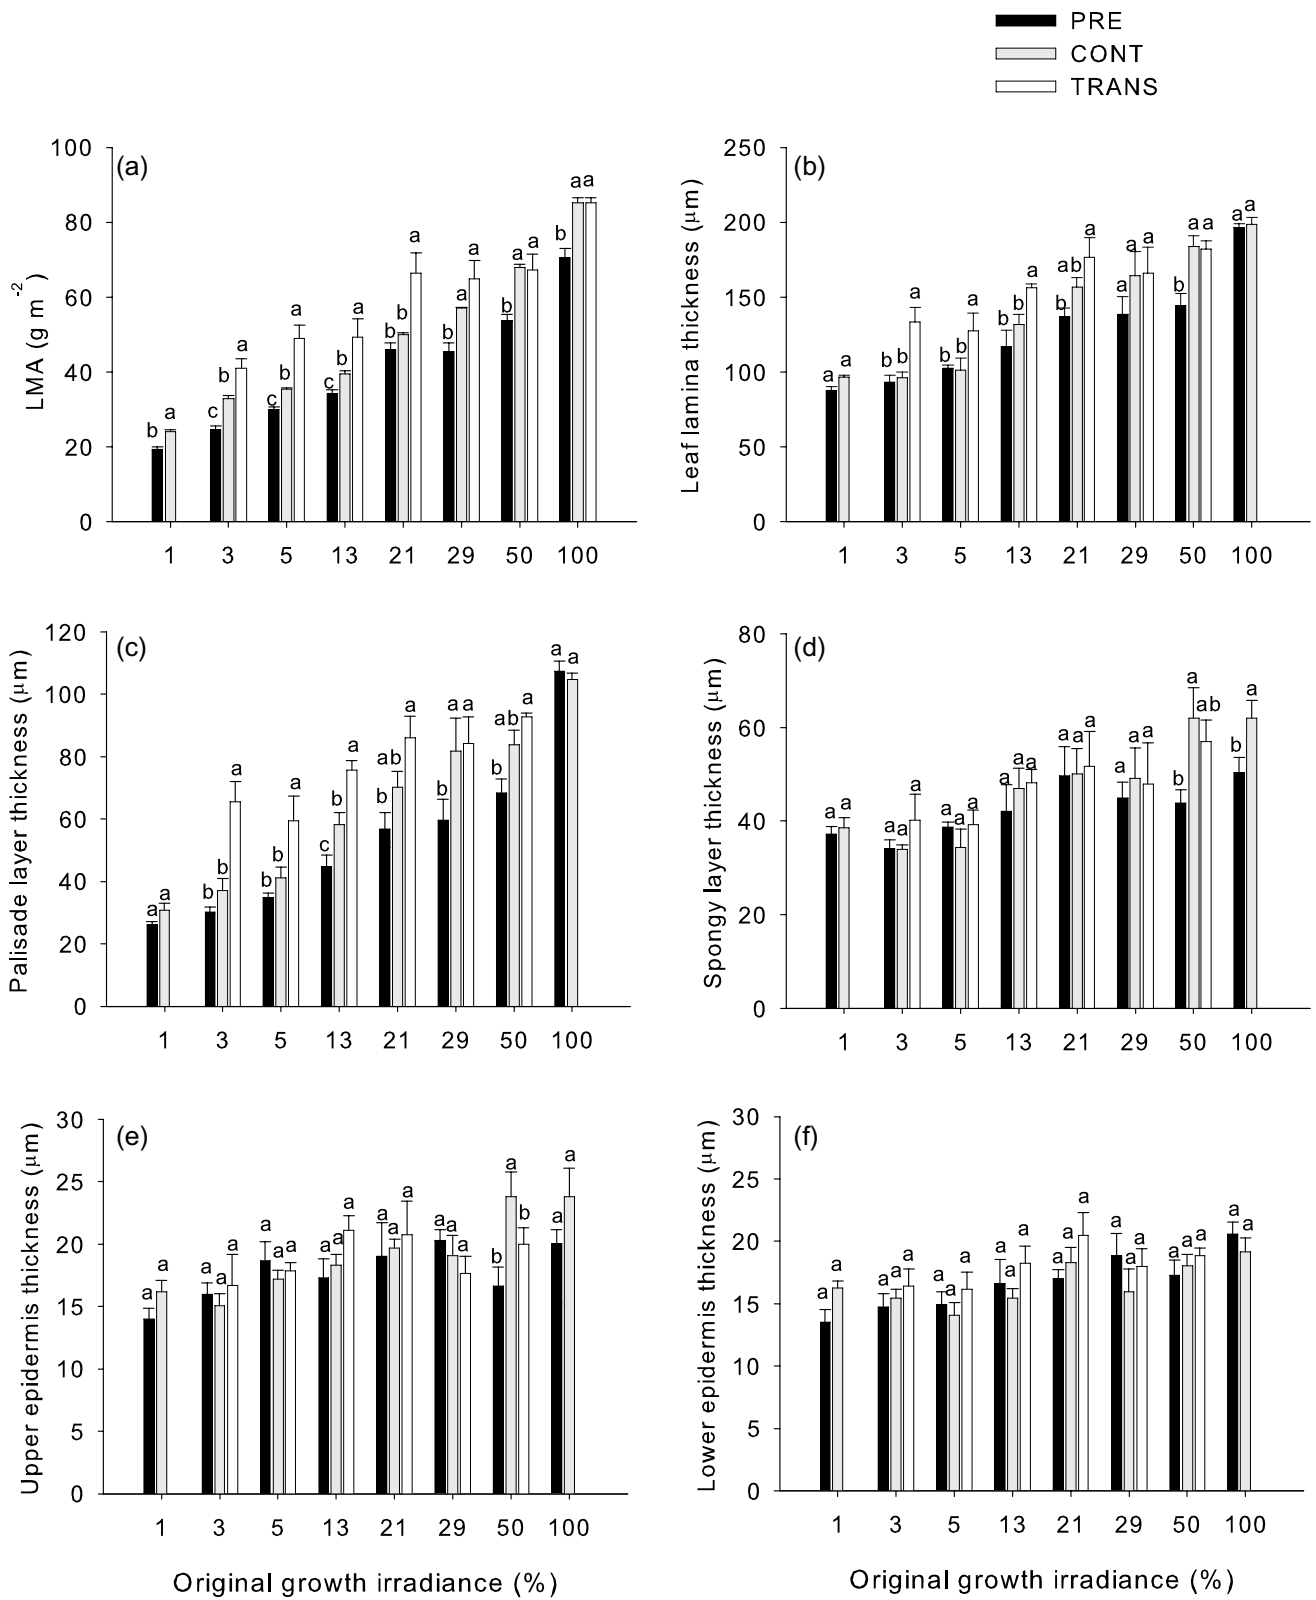 PRE
CONT
TRANS
(a)
LMA (g m-2)
100
80
60
40
20
0
b a
c b a
c b a
c b a
b b a
b a a
b a a
b a a
1 3 5 13 21 29 50 100
(b)
Leaf lamina thickness (μm)
250
200
150
100
50
0
a a
b b a
b b a
b b a
b ab a
a a a
b a a
a a
1 3 5 13 21 29 50 100
(c)
Palisade layer thickness (μm)
120
100
80
60
40
20
0
a a
b b a
b b a
c b a
b ab a
b a a
b ab a
a a
1 3 5 13 21 29 50 100
(d)
Spongy layer thickness (μm)
80
60
40
20
0
a a
a a a
a a a
a a a
a a a
a a a
b a ab
b a
1 3 5 13 21 29 50 100
(e)
Upper epidermis thickness (μm)
30
25
20
15
10
5
0
a a
a a a
a a a
a a a
a a a
a a a
b a b
a a
1 3 5 13 21 29 50 100
Original growth irradiance (%)
(f)
Lower epidermis thickness (μm)
30
25
20
15
10
5
0
a a
a a a
a a a
a a a
a a a
a a a
a a a
a a
1 3 5 13 21 29 50 100
Original growth irradiance (%)